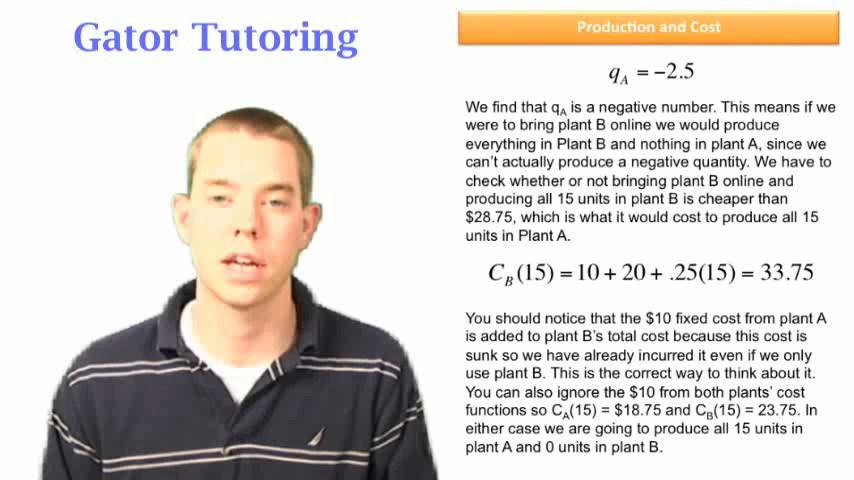 Gator Tutoring
Production and Cost
q_A = −2.5
We find that q_A is a negative number. This means if we
were to bring plant B online we would produce
everything in Plant B and nothing in plant A, since we
can't actually produce a negative quantity. We have to
check whether or not bringing plant B online and
producing all 15 units in plant B is cheaper than
$28.75, which is what it would cost to produce all 15
units in Plant A.
C_B(15) = 10 + 20 + .25(15) = 33.75
You should notice that the $10 fixed cost from plant A
is added to plant B's total cost because this cost is
sunk so we have already incurred it even if we only
use plant B. This is the correct way to think about it.
You can also ignore the $10 from both plants' cost
functions so C_A(15) = $18.75 and C_B(15) = 23.75. In
either case we are going to produce all 15 units in
plant A and 0 units in plant B.